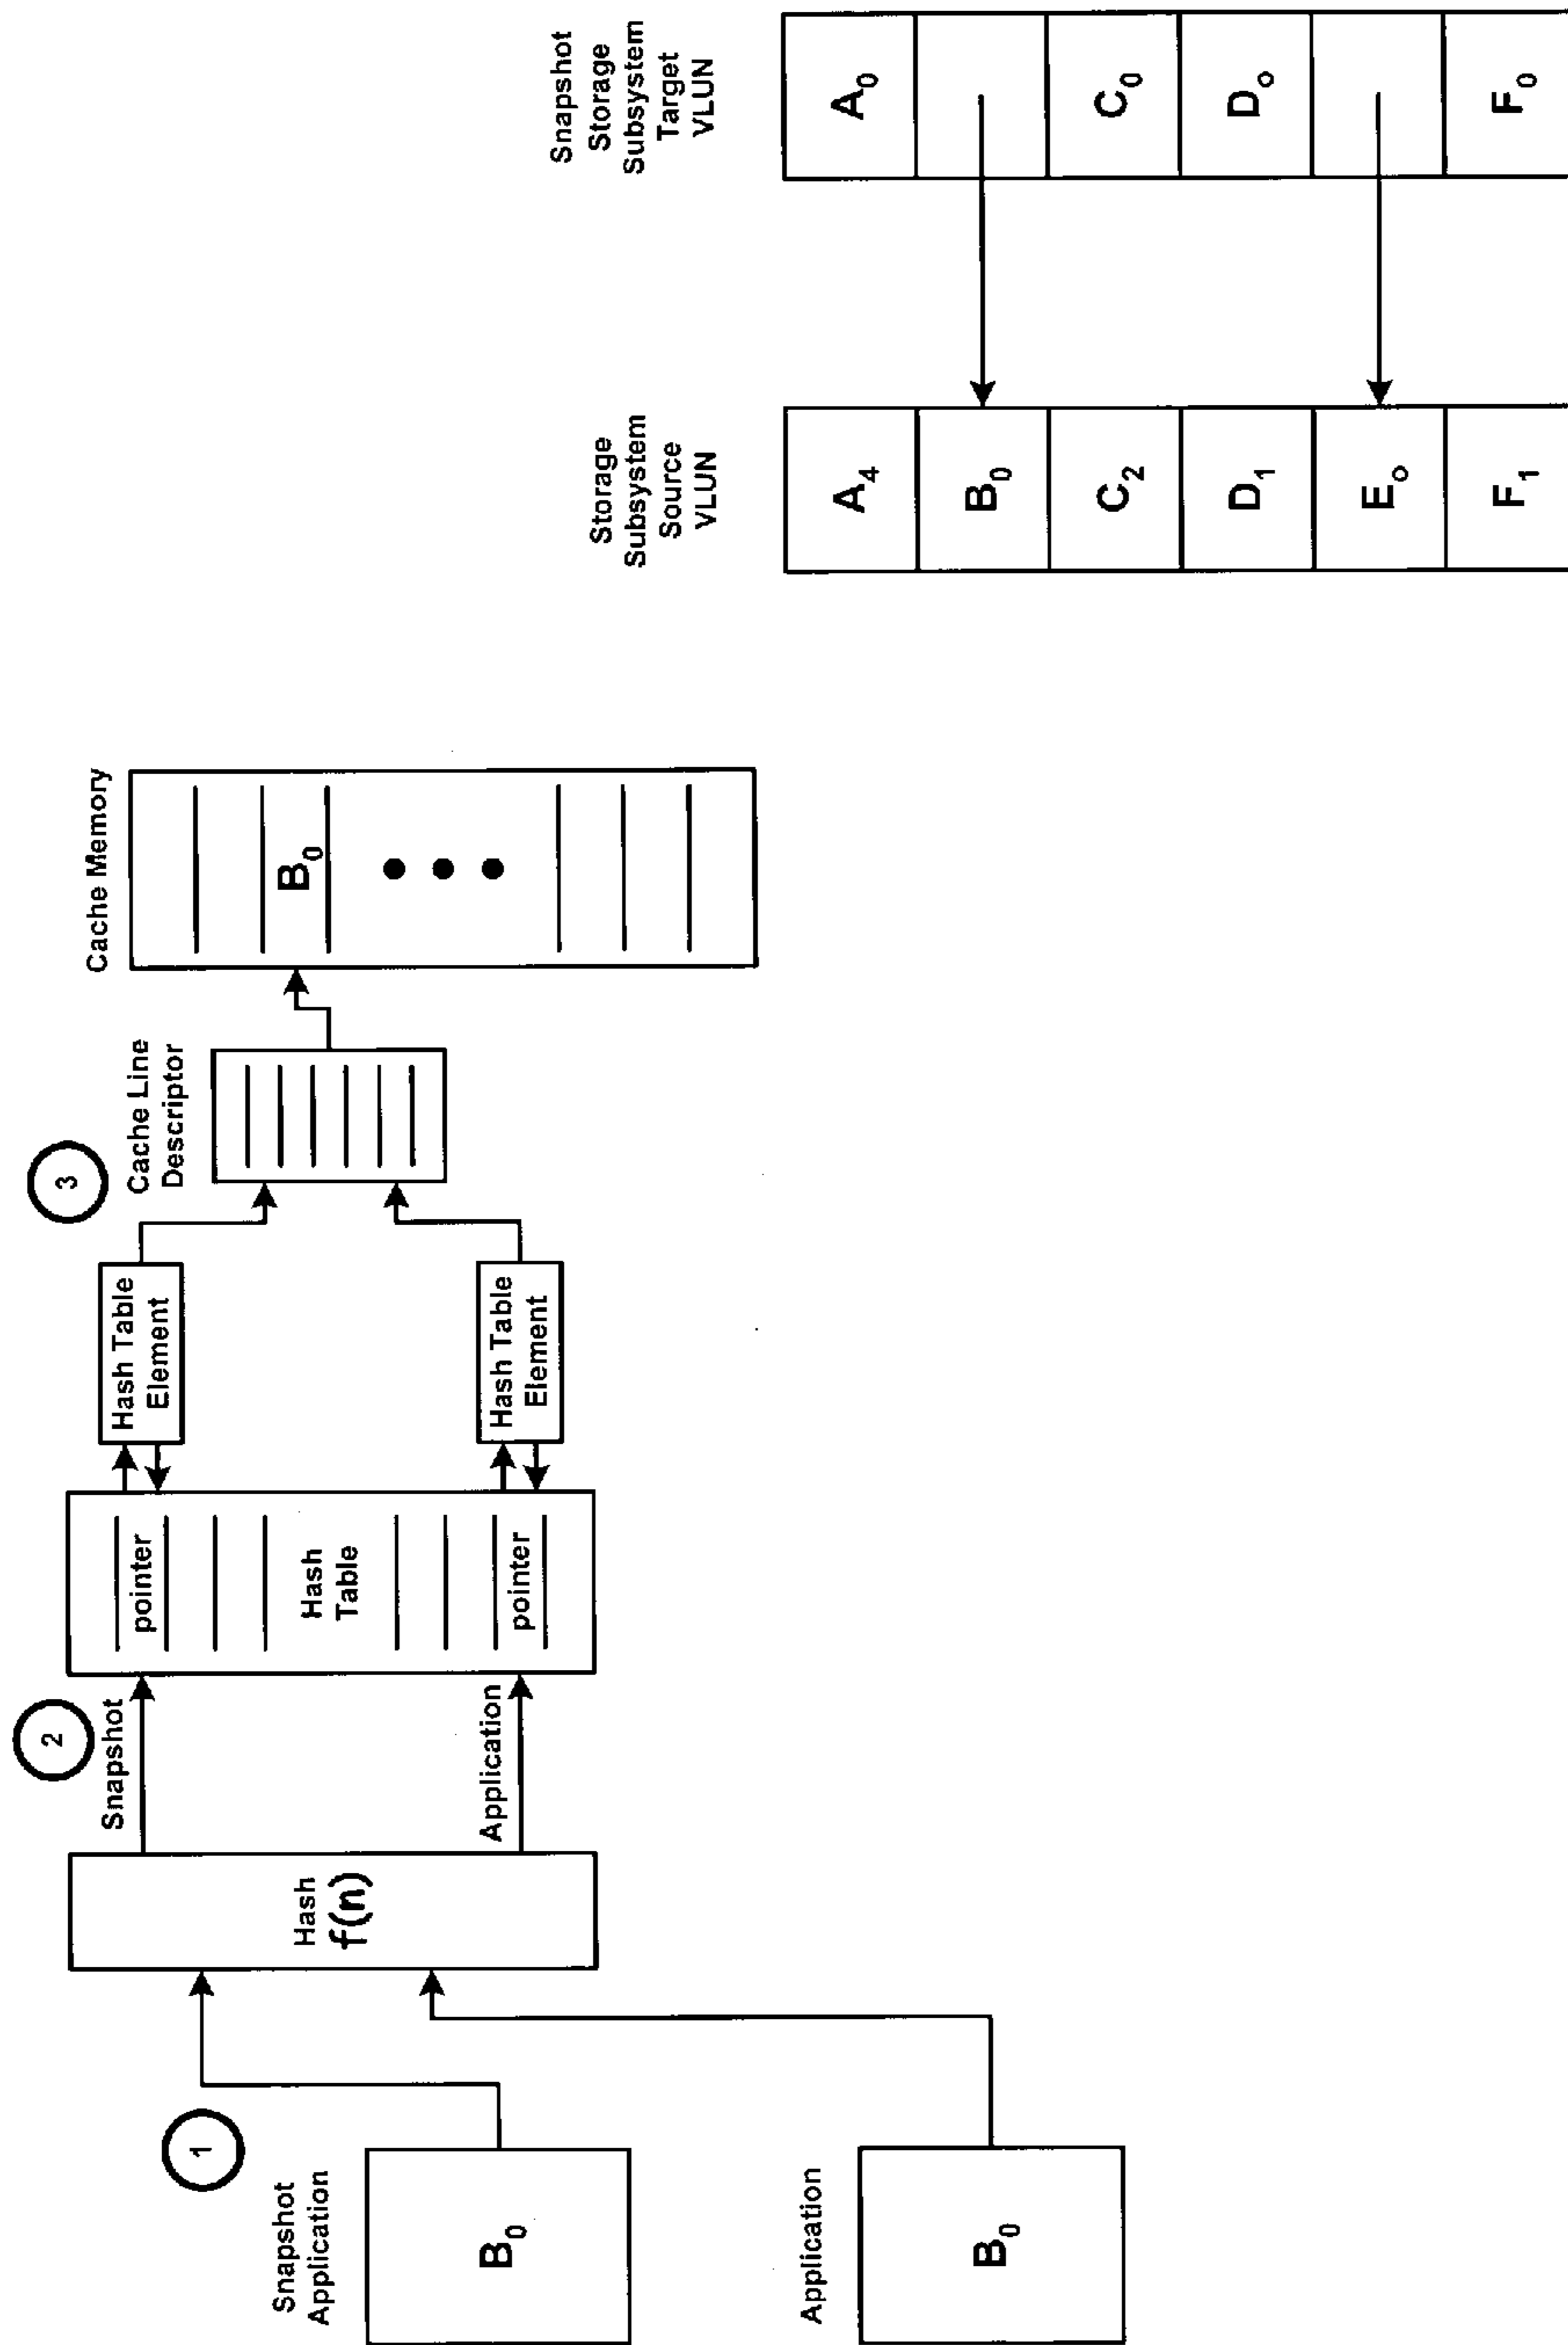 1
Snapshot
Application
B₀
Application
B₀
Hash
f(n)
2
Snapshot
Application
pointer
Hash
Table
pointer
Hash Table
Element
Hash Table
Element
3
Cache Line
Descriptor
Cache Memory
B₀
Storage
Subsystem
Source
VLUN
A₄
B₀
C₂
D₁
Eₒ
F₁
Snapshot
Storage
Subsystem
Target
VLUN
A₀
C₀
Dₒ
F₀